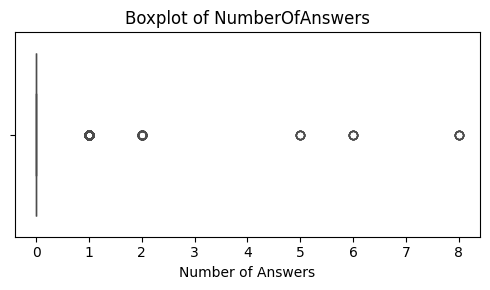 Boxplot of NumberOfAnswers
0 1 2 3 4 5 6 7 8
Number of Answers